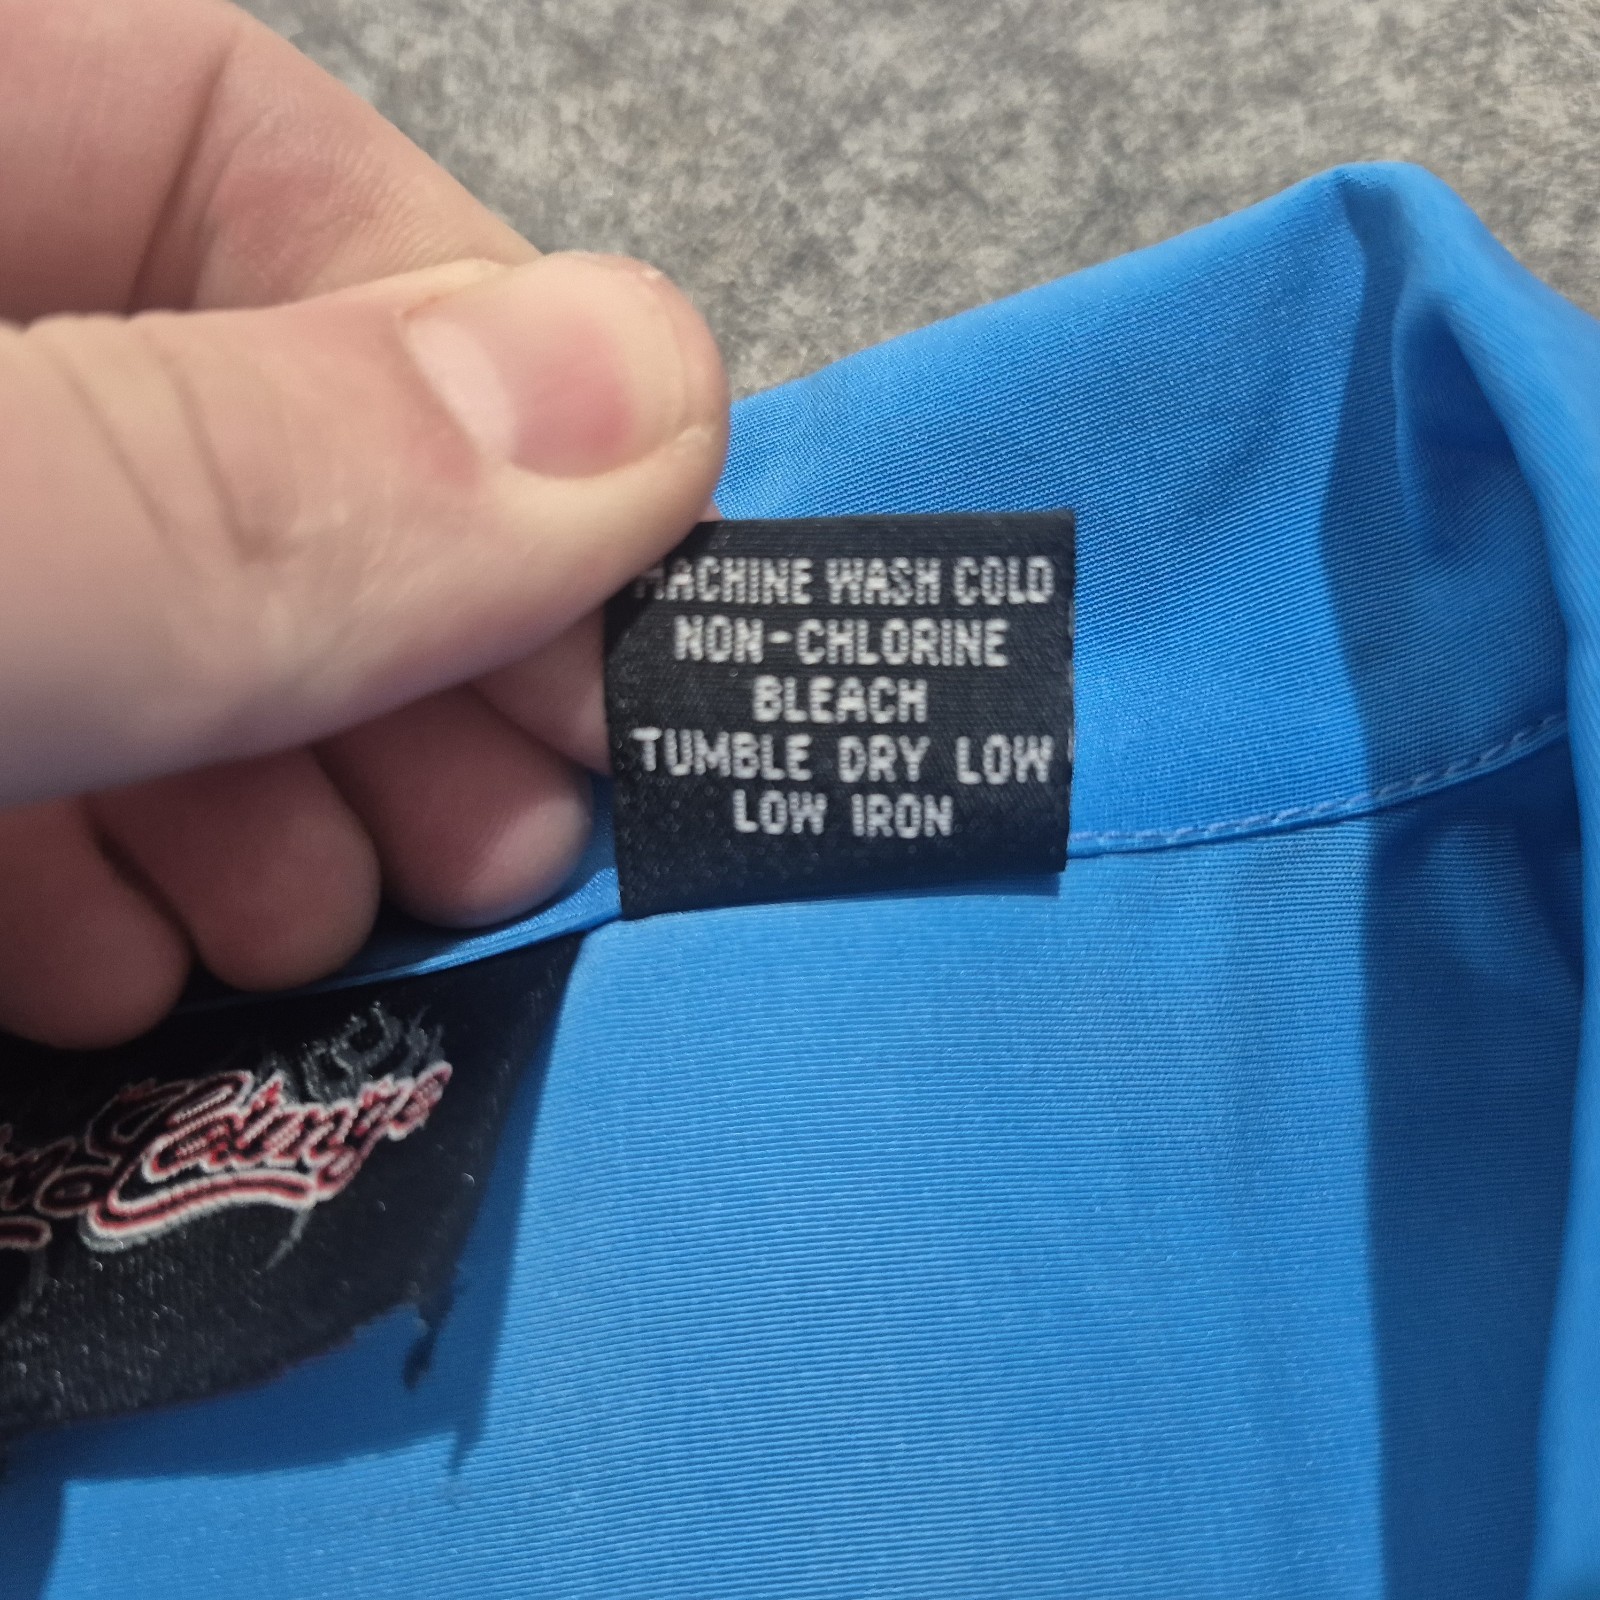 MACHINE WASH COLD
NON-CHLORINE
BLEACH
TUMBLE DRY LOW
LOW IRON